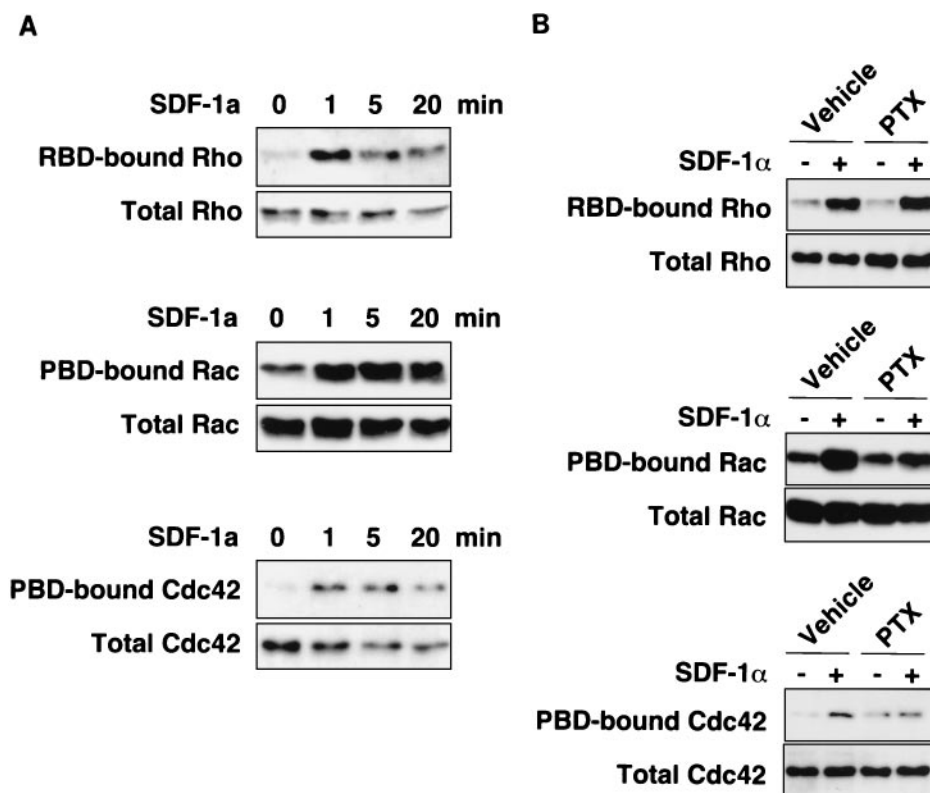 A
SDF-1a 0 1 5 20 min
RBD-bound Rho
Total Rho
SDF-1a 0 1 5 20 min
PBD-bound Rac
Total Rac
SDF-1a 0 1 5 20 min
PBD-bound Cdc42
Total Cdc42
B
Vehicle PTX
SDF-1α - + - +
RBD-bound Rho
Total Rho
Vehicle PTX
SDF-1α - + - +
PBD-bound Rac
Total Rac
Vehicle PTX
SDF-1α - + - +
PBD-bound Cdc42
Total Cdc42